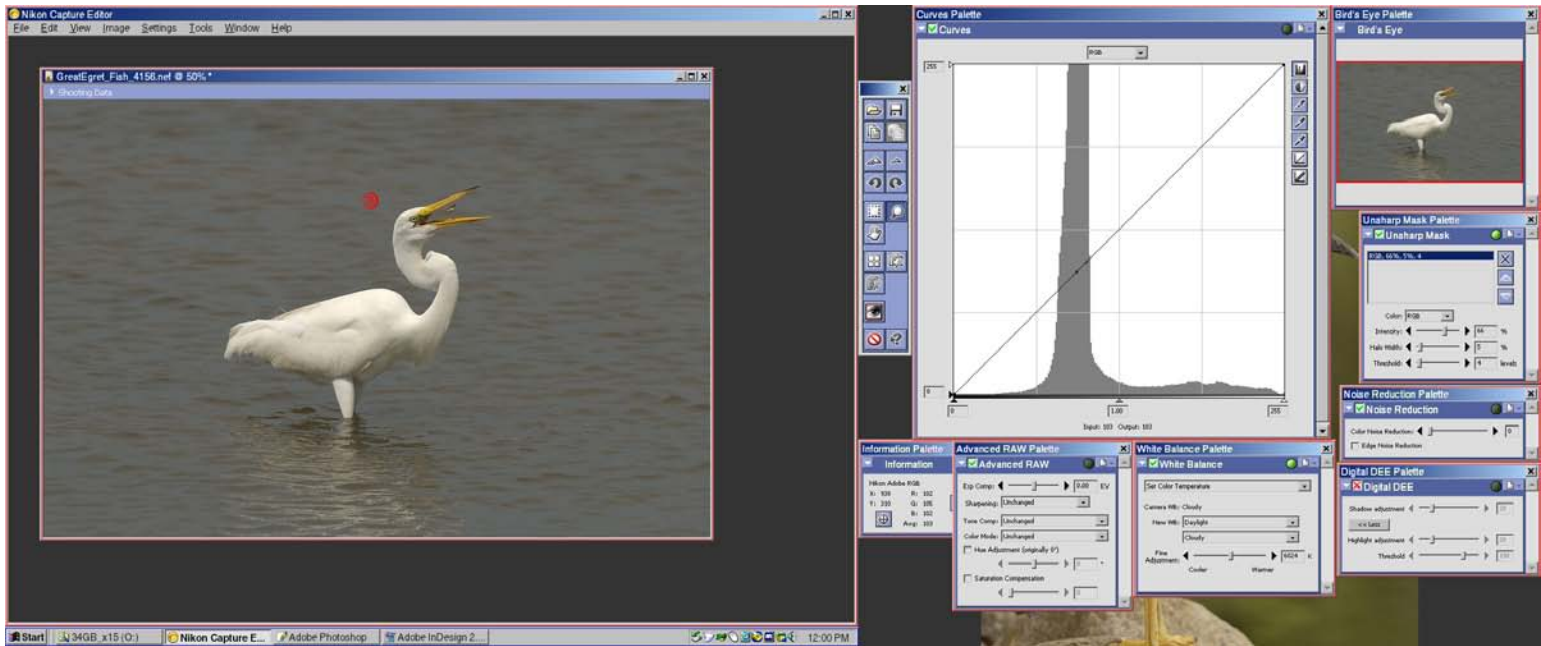 Nikon Capture Editor
File Edit View Image Settings Tools Window Help
GreatEgret_Fish_4156.nef @ 50% *
Shooting Data
Curves Palette
Curves
RGB
255
0
0 1.00 255
Input: 103 Output: 103
Bird's Eye Palette
Bird's Eye
Unsharp Mask Palette
Unsharp Mask
RGB, 66%, 5%, 4
Color: RGB
Intensity: 66 %
Halo Width: 5 %
Threshold: 4 levels
Noise Reduction Palette
Noise Reduction
Color Noise Reduction: 0
Edge Noise Reduction
Information Palette
Information
Nikon Adobe RGB
R: 102
G: 105
B: 102
Avg: 103
Advanced RAW Palette
Advanced RAW
Exp Comp: 0.00 EV
Sharpening: Unchanged
Tone Comp: Unchanged
Color Mode: Unchanged
Hue Adjustment (originally 0°)
0 °
Saturation Compensation
0
White Balance Palette
White Balance
Set Color Temperature
Camera WB: Cloudy
New WB: Daylight
Cloudy
Fine Adjustment: 6024 K
Cooler Warmer
Digital DEE Palette
Digital DEE
Shadow adjustment
<< Less
Highlight adjustment
Threshold
Start 34GB_x15 (O:) Nikon Capture E... Adobe Photoshop Adobe InDesign 2.... 12:00 PM